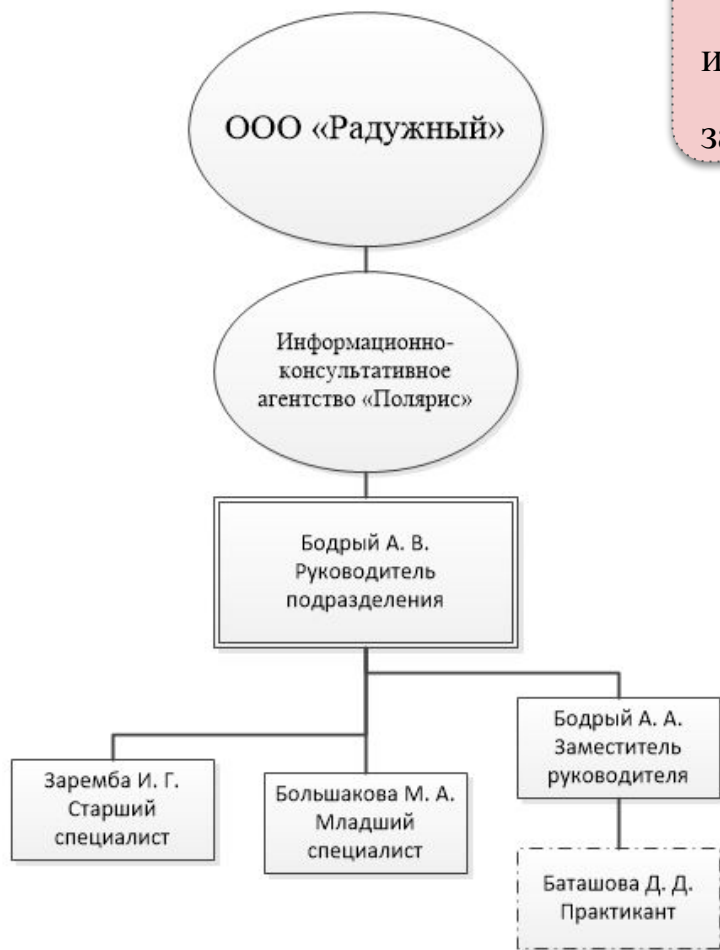 ООО «Радужный»
Информационно-
консультативное
агентство «Полярис»
Бодрый А. В.
Руководитель
подразделения
Бодрый А. А.
Заместитель
руководителя
Заремба И. Г.
Старший
специалист
Большакова М. А.
Младший
специалист
Баташова Д. Д.
Практикант